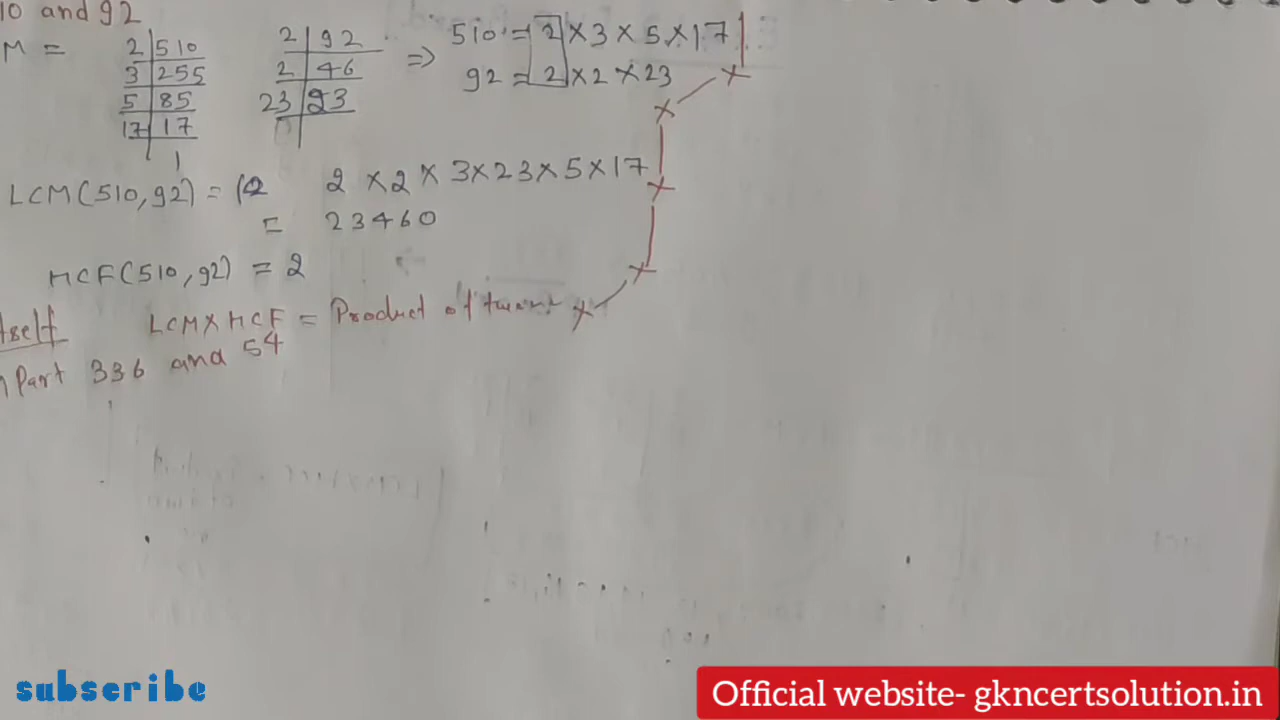 10 and 92
M =
2 | 510
3 | 255
5 | 85
17 | 17
1
2 | 92
2 | 46
23 | 23
⇒ 510 = 2 × 3 × 5 × 17
92 = 2 × 2 × 23
LCM(510,92) = 2 × 2 × 3 × 23 × 5 × 17
= 23460
HCF(510,92) = 2
tself LCM × HCF = Product of
Part 336 and 54
subscribe
Official website- gkncertsolution.in